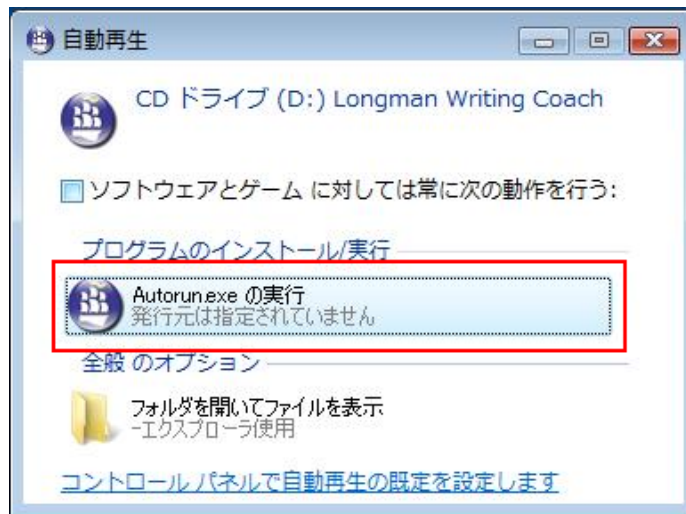 自動再生
CD ドライブ (D:) Longman Writing Coach
ソフトウェアとゲーム に対しては常に次の動作を行う:
プログラムのインストール/実行
Autorun.exe の実行
発行元は指定されていません
全般 のオプション
フォルダを開いてファイルを表示
-エクスプローラ使用
コントロール パネルで自動再生の既定を設定します